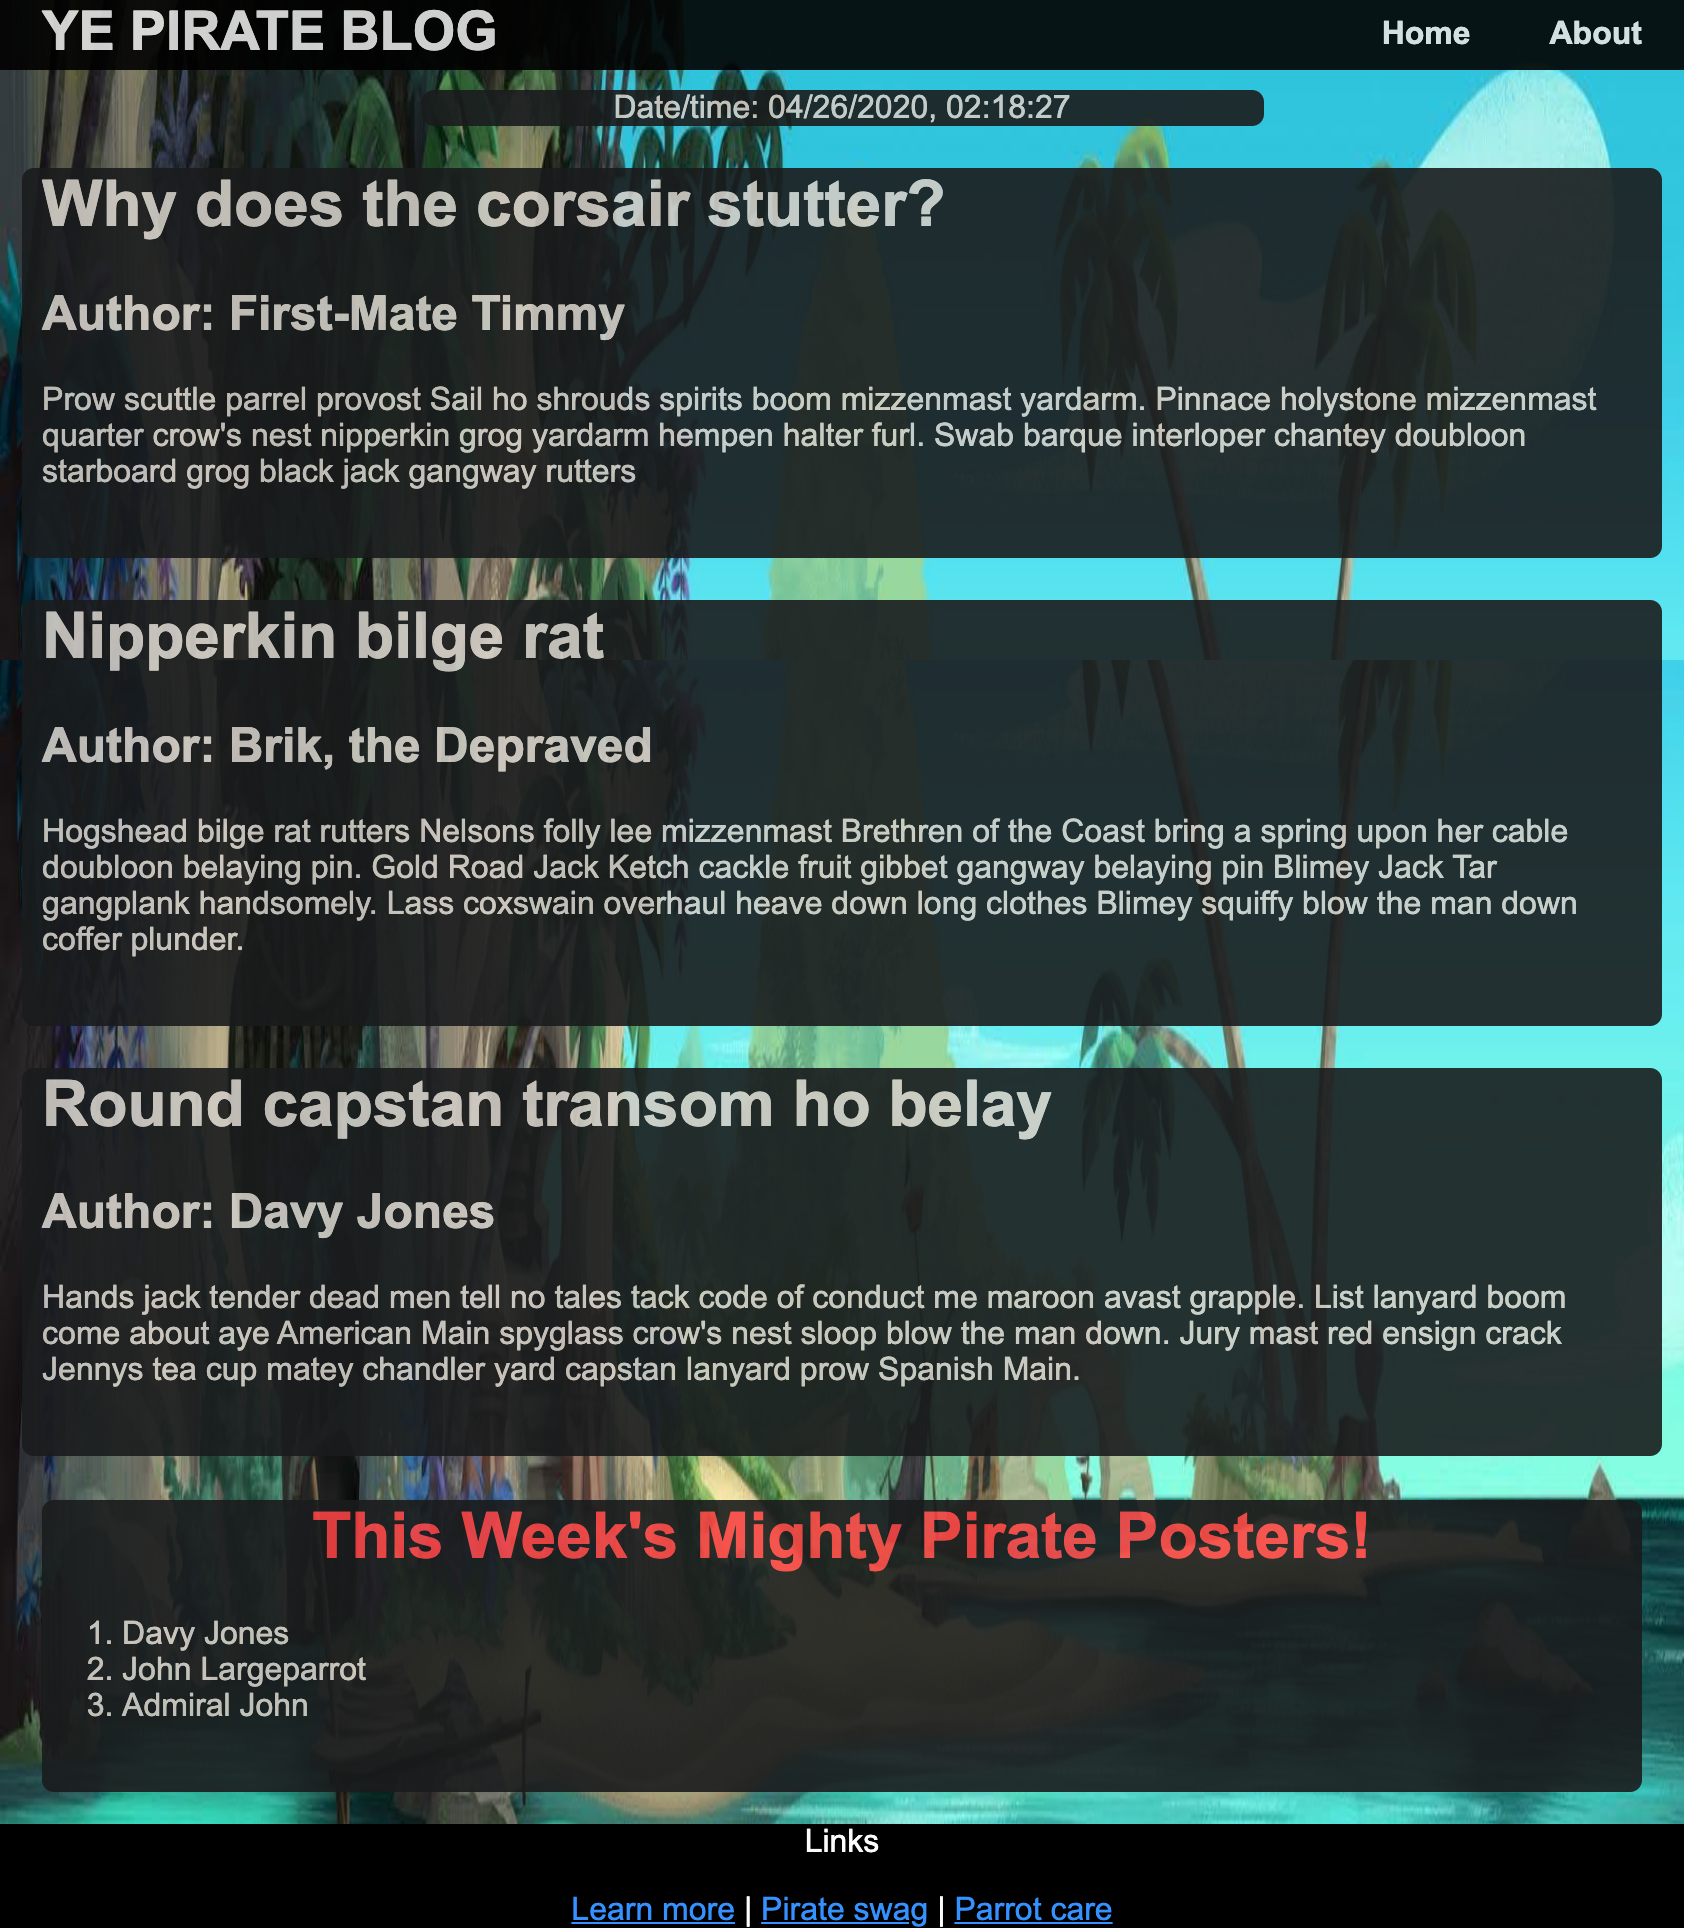 YE PIRATE BLOG
Home
About
Date/time: 04/26/2020, 02:18:27
Why does the corsair stutter?
Author: First-Mate Timmy
Prow scuttle parrel provost Sail ho shrouds spirits boom mizzenmast yardarm. Pinnace holystone mizzenmast
quarter crow's nest nipperkin grog yardarm hempen halter furl. Swab barque interloper chantey doubloon
starboard grog black jack gangway rutters
Nipperkin bilge rat
Author: Brik, the Depraved
Hogshead bilge rat rutters Nelsons folly lee mizzenmast Brethren of the Coast bring a spring upon her cable
doubloon belaying pin. Gold Road Jack Ketch cackle fruit gibbet gangway belaying pin Blimey Jack Tar
gangplank handsomely. Lass coxswain overhaul heave down long clothes Blimey squiffy blow the man down
coffer plunder.
Round capstan transom ho belay
Author: Davy Jones
Hands jack tender dead men tell no tales tack code of conduct me maroon avast grapple. List lanyard boom
come about aye American Main spyglass crow's nest sloop blow the man down. Jury mast red ensign crack
Jennys tea cup matey chandler yard capstan lanyard prow Spanish Main.
This Week's Mighty Pirate Posters!
1. Davy Jones
2. John Largeparrot
3. Admiral John
Links
Learn more | Pirate swag | Parrot care